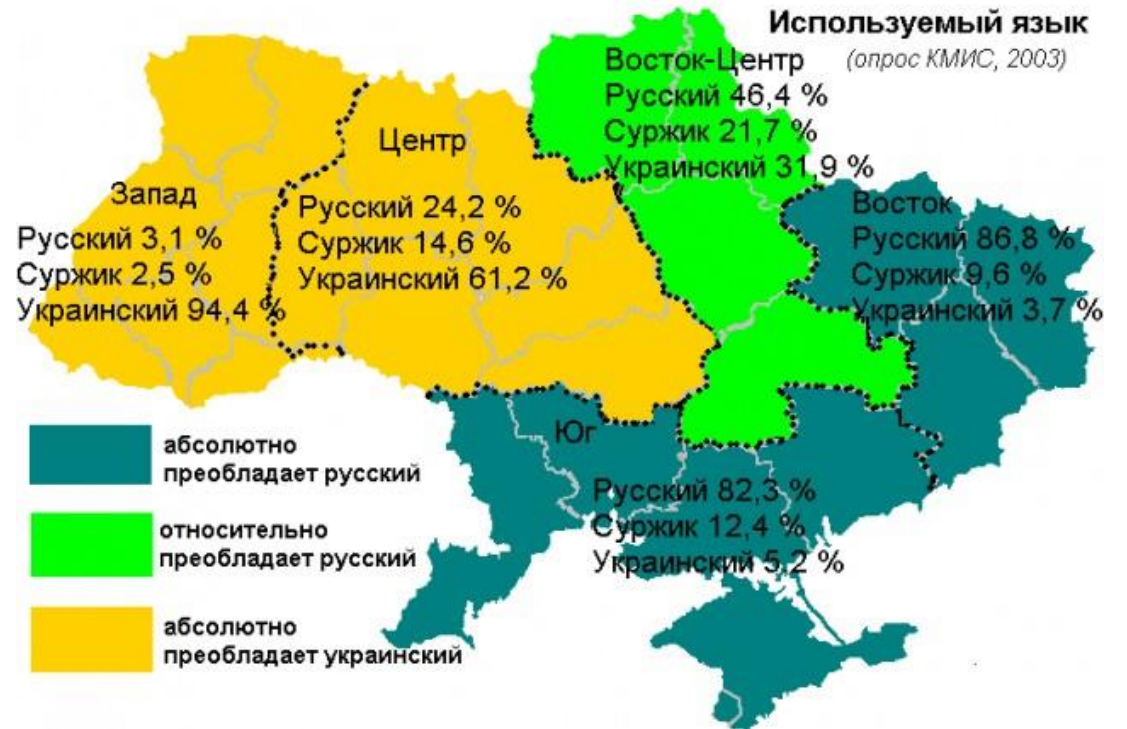 Используемый язык
(опрос КМИС, 2003)
Восток-Центр
Русский 46,4 %
Суржик 21,7 %
Украинский 31,9 %
Центр
Русский 24,2 %
Суржик 14,6 %
Украинский 61,2 %
Запад
Русский 3,1 %
Суржик 2,5 %
Украинский 94,4 %
Восток
Русский 86,8 %
Суржик 9,6 %
Украинский 3,7 %
Юг
Русский 82,3 %
Суржик 12,4 %
Украинский 5,2 %
абсолютно
преобладает русский
относительно
преобладает русский
абсолютно
преобладает украинский